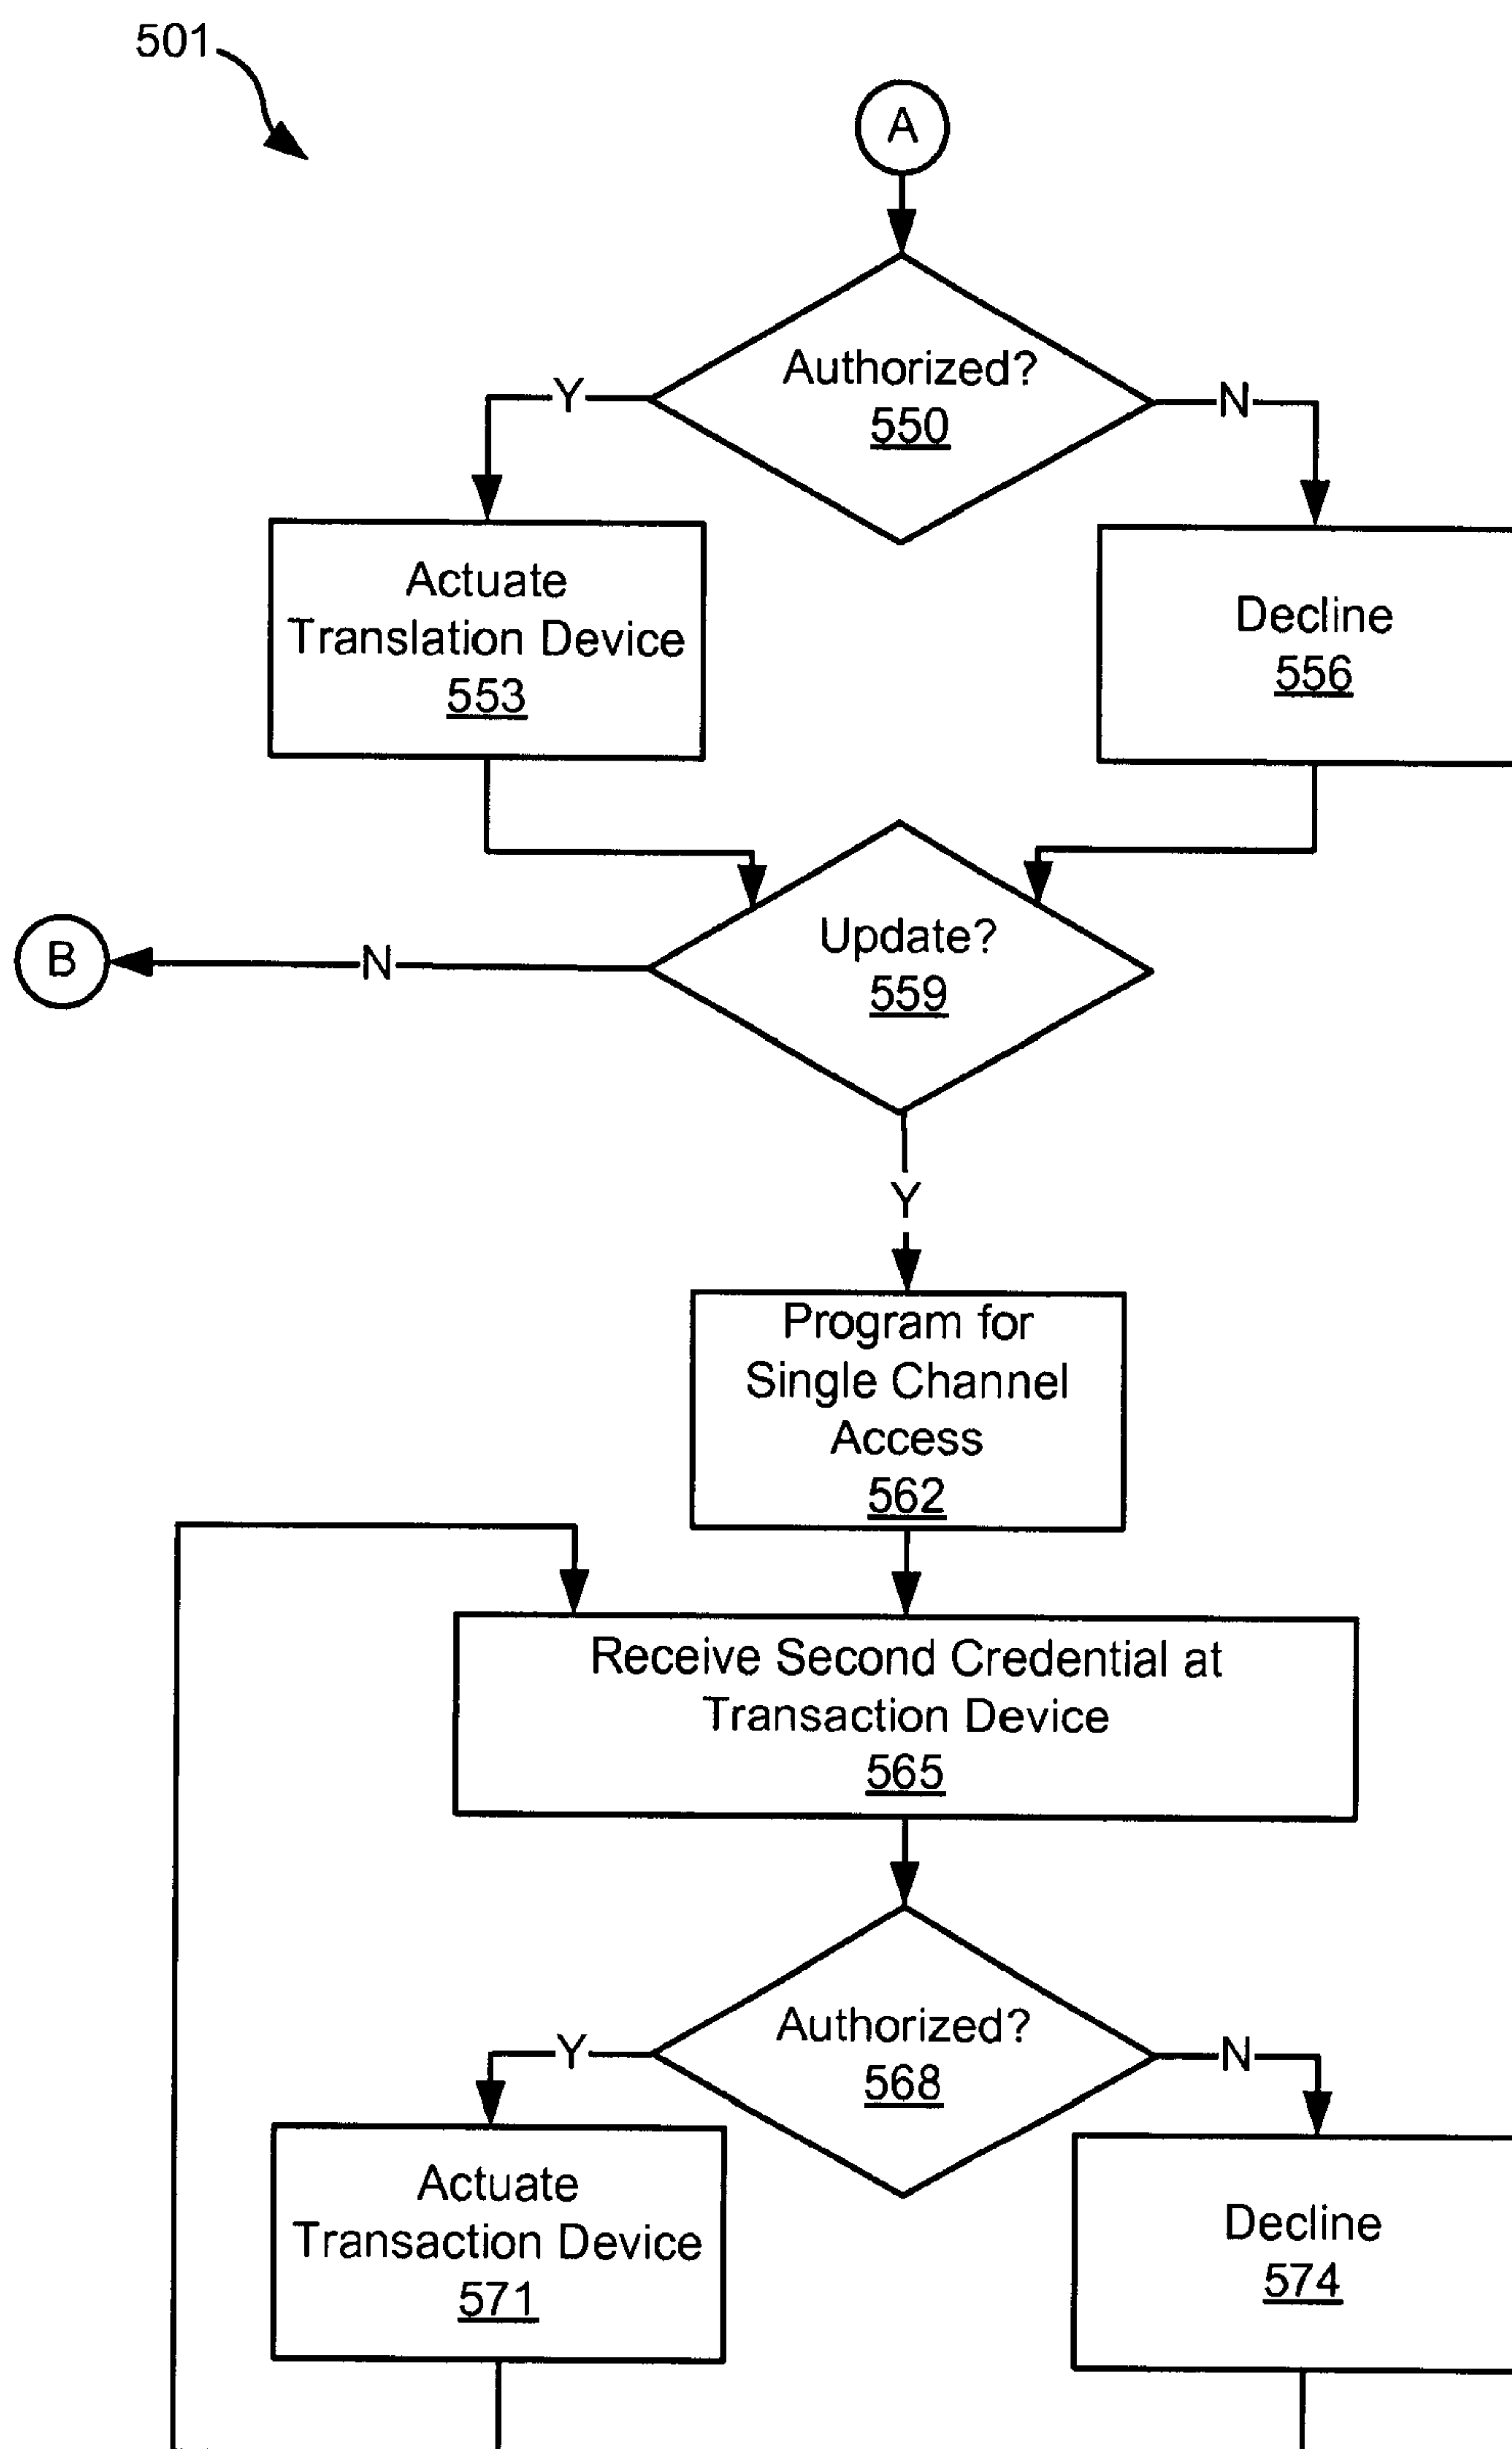 501
A
Authorized?
550
Y
N
Actuate
Translation Device
553
Decline
556
Update?
559
B
N
Y
Program for
Single Channel
Access
562
Receive Second Credential at
Transaction Device
565
Authorized?
568
Y
N
Actuate
Transaction Device
571
Decline
574